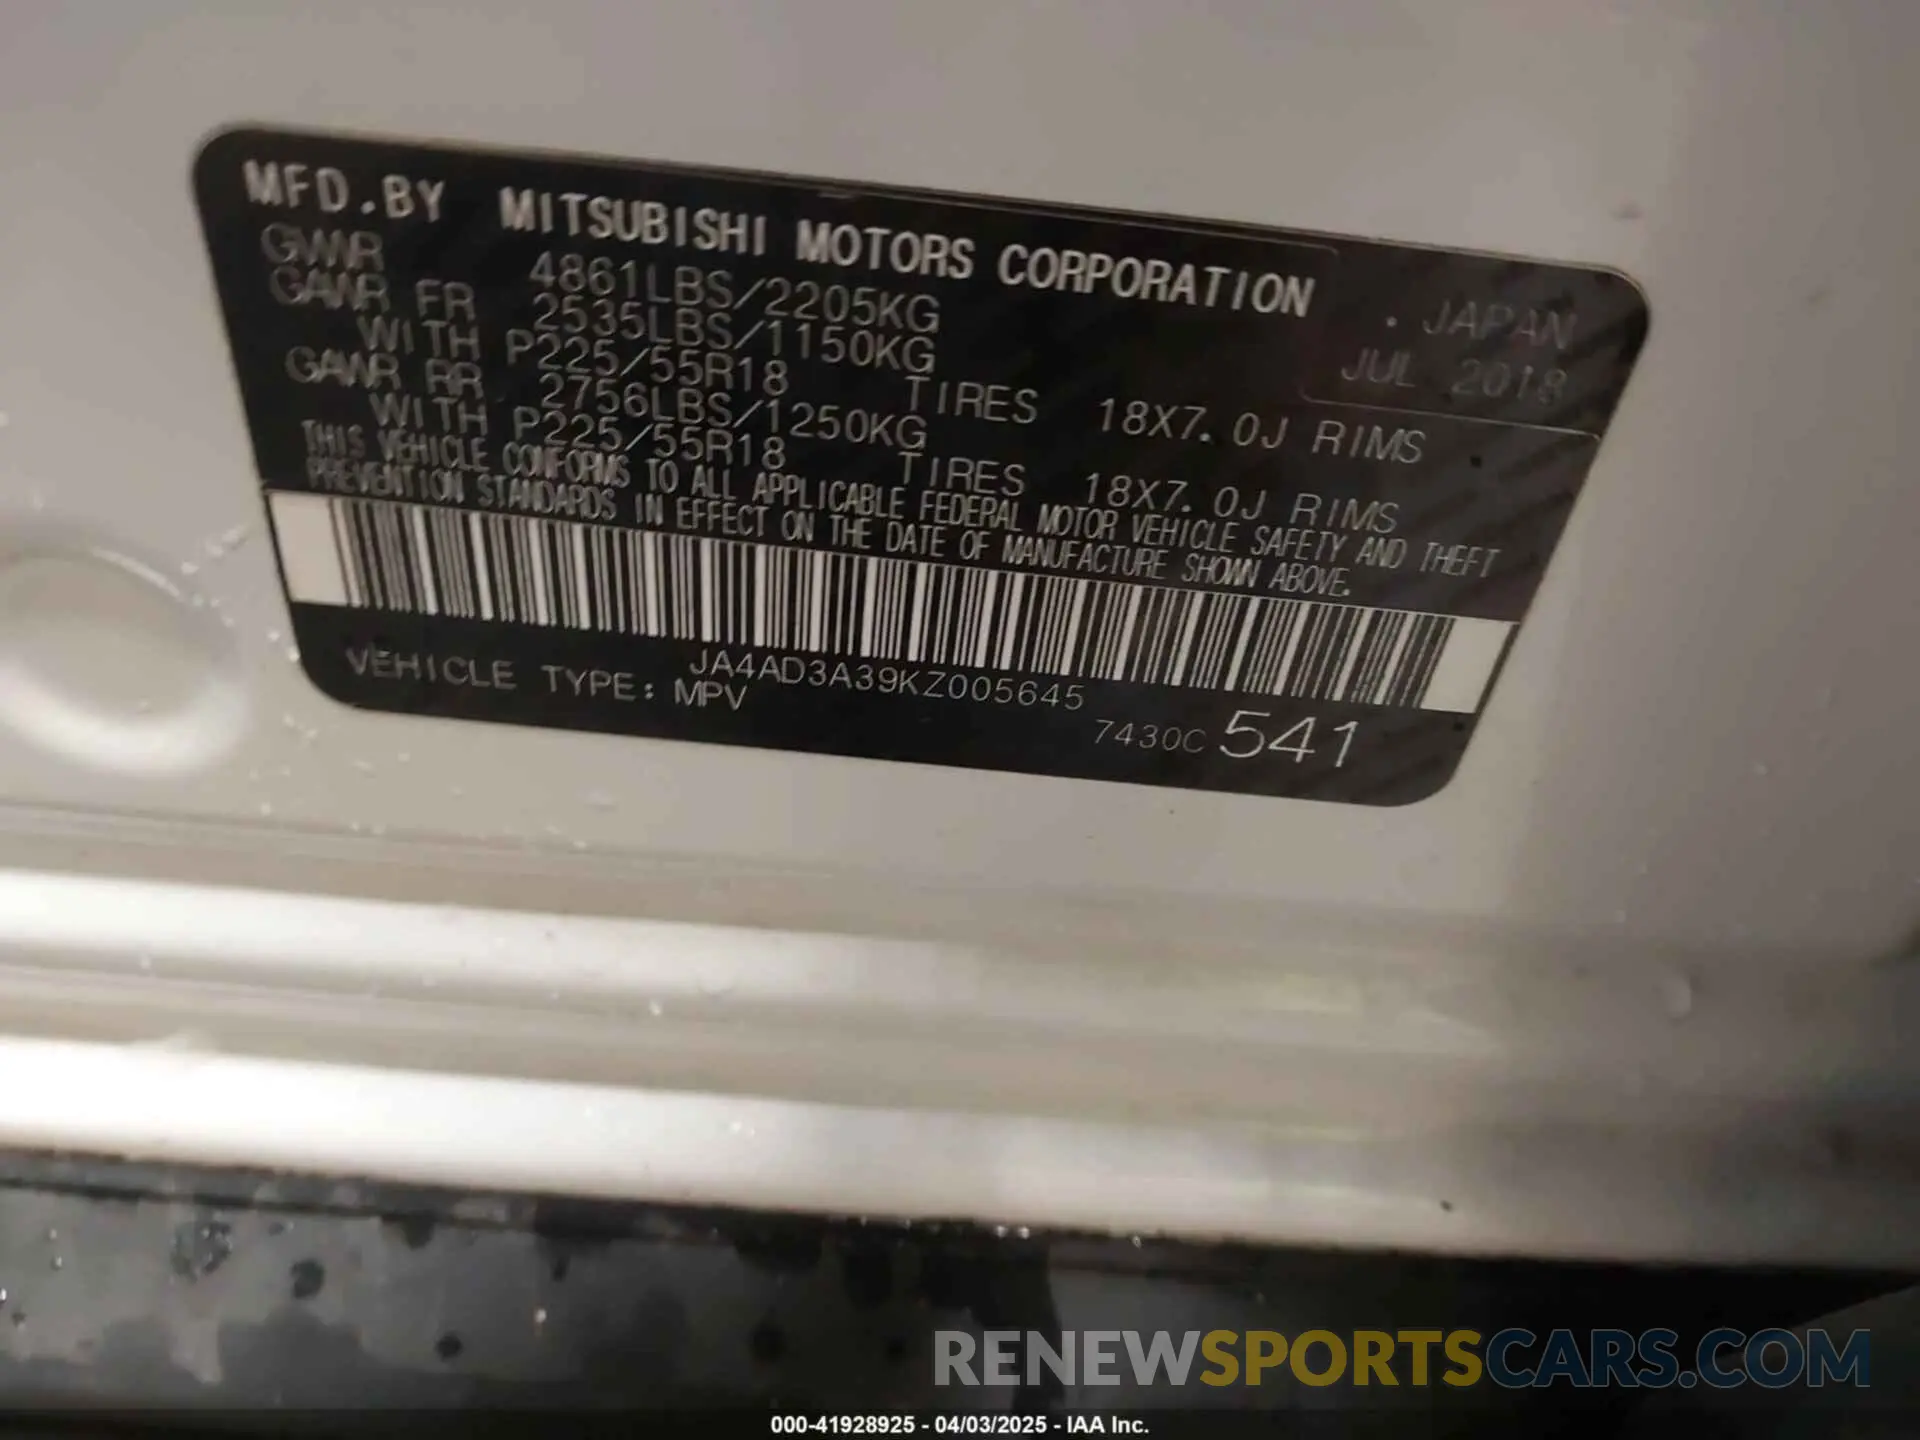 MFD.BY MITSUBISHI MOTORS CORPORATION . JAPAN
GVWR 4861LBS/2205KG JUL 2018
GAWR FR 2535LBS/1150KG
WITH P225/55R18 TIRES 18X7.0J RIMS
GAWR RR 2756LBS/1250KG
WITH P225/55R18 TIRES 18X7.0J RIMS
THIS VEHICLE CONFORMS TO ALL APPLICABLE FEDERAL MOTOR VEHICLE SAFETY AND THEFT
PREVENTION STANDARDS IN EFFECT ON THE DATE OF MANUFACTURE SHOWN ABOVE.
JA4AD3A39KZ005645
VEHICLE TYPE: MPV
7430C 541
RENEWSPORTSCARS.COM
000-41928925 - 04/03/2025 - IAA Inc.